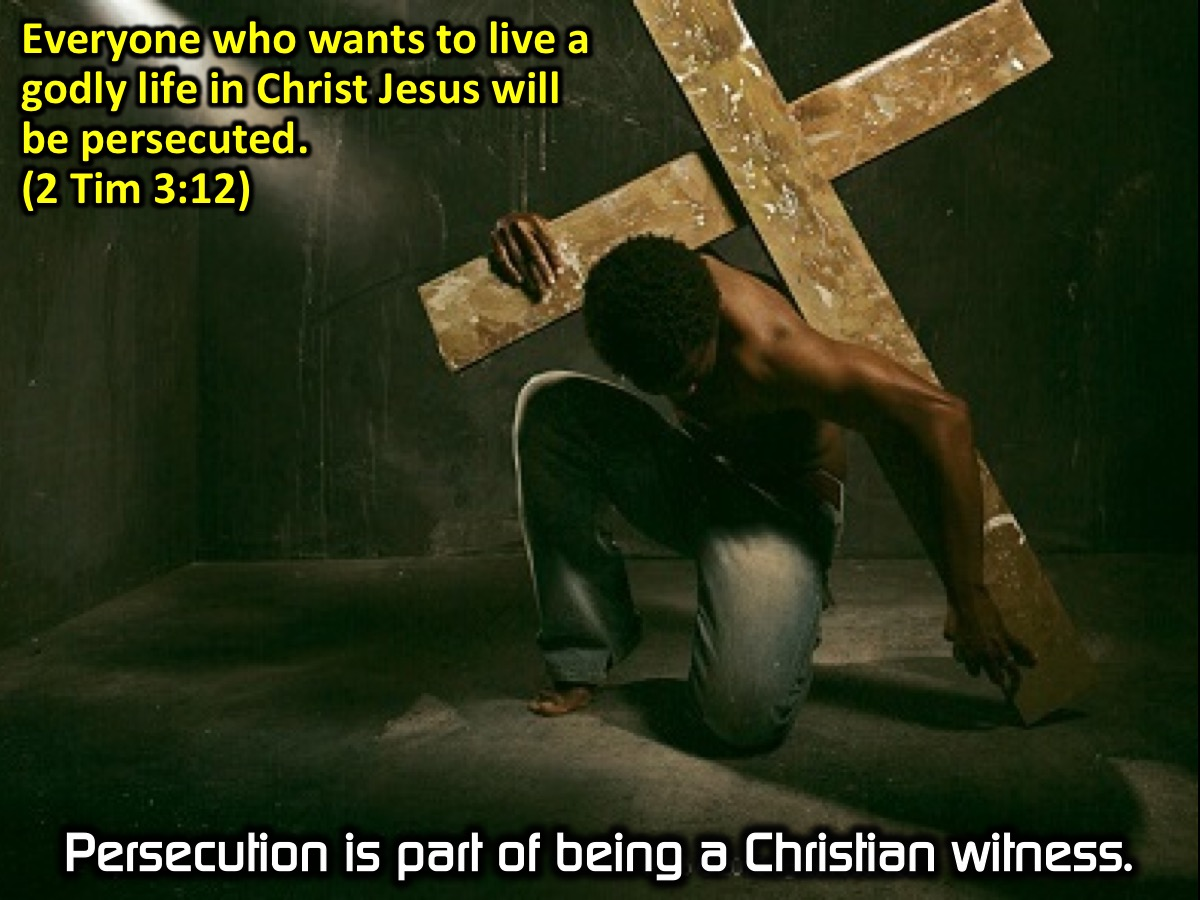 Everyone who wants to live a
godly life in Christ Jesus will
be persecuted.
(2 Tim 3:12)
Persecution is part of being a Christian witness.